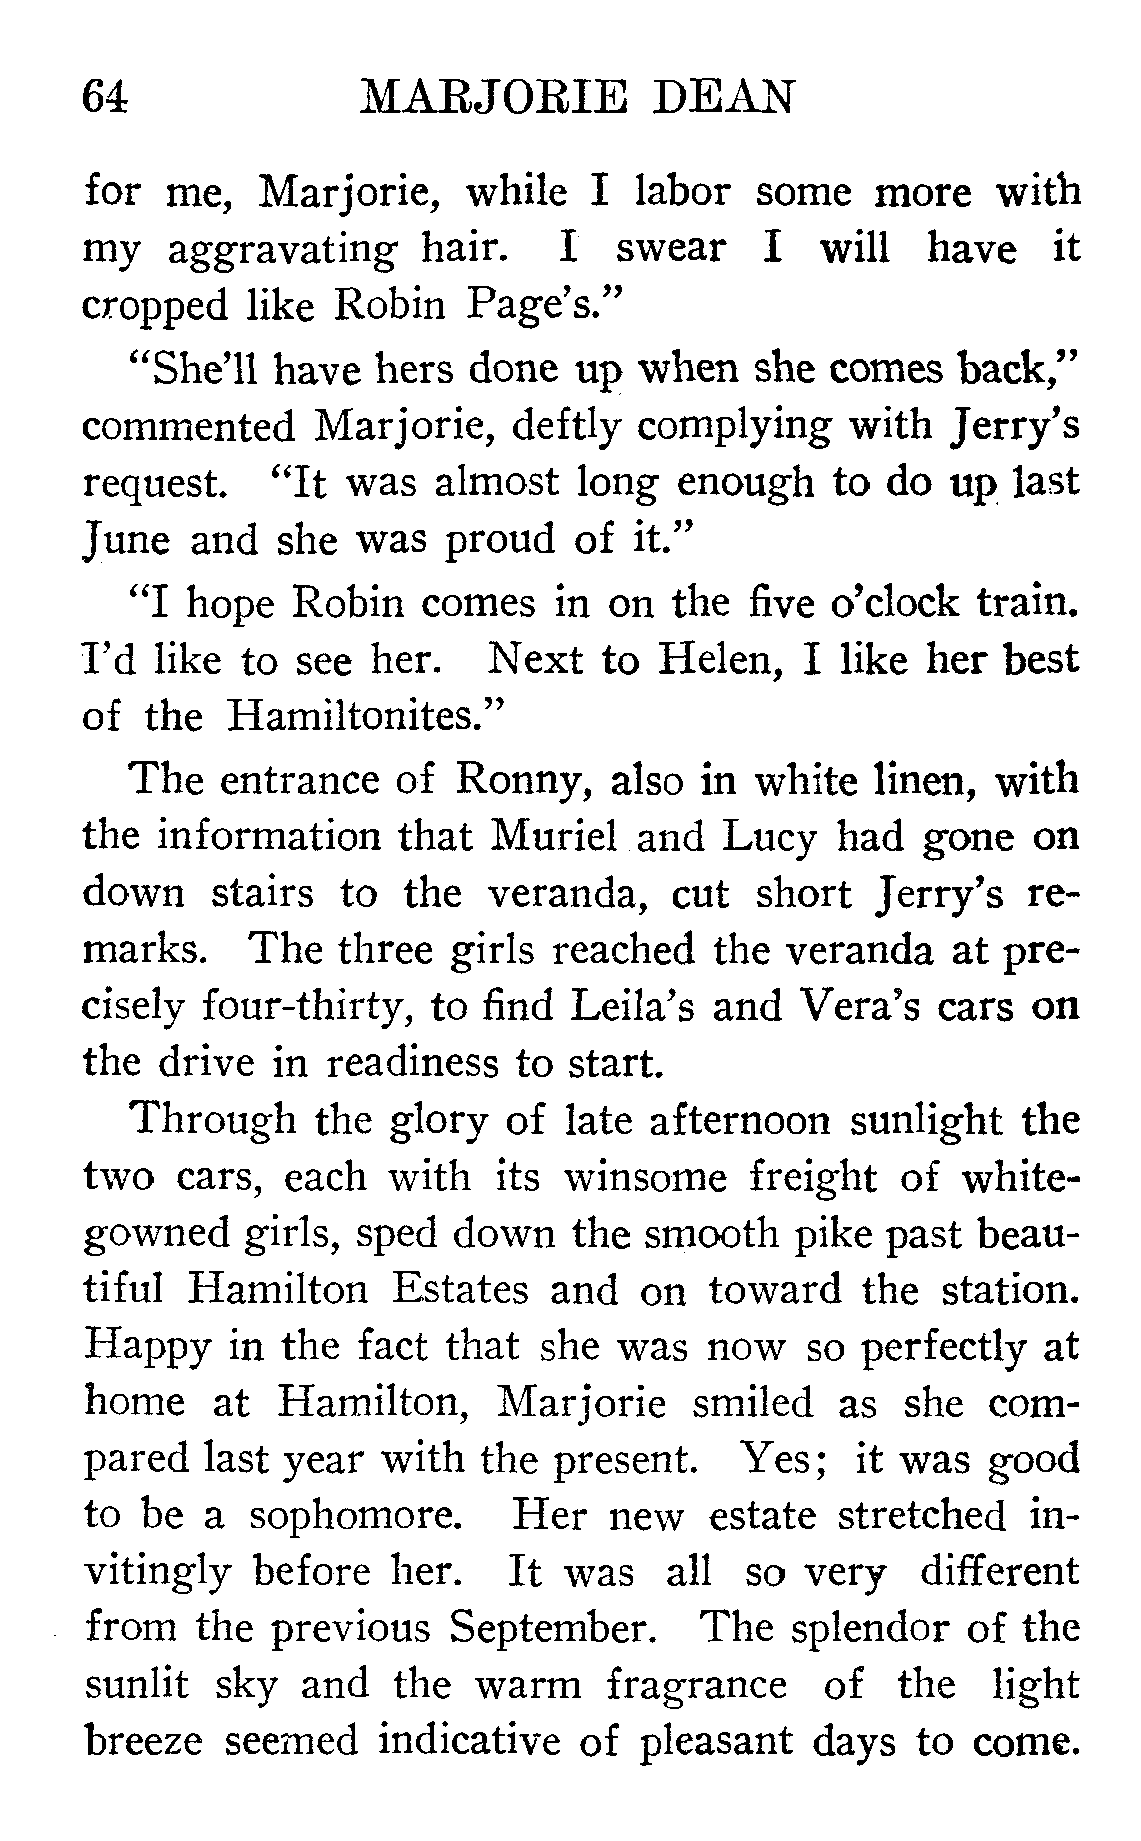 64 MARJORIE DEAN
for me, Marjorie, while I labor some more with
my aggravating hair. I swear I will have it
cropped like Robin Page's."
"She'll have hers done up when she comes back,"
commented Marjorie, deftly complying with Jerry's
request. "It was almost long enough to do up last
June and she was proud of it."
"I hope Robin comes in on the five o'clock train.
I'd like to see her. Next to Helen, I like her best
of the Hamiltonites."
The entrance of Ronny, also in white linen, with
the information that Muriel and Lucy had gone on
down stairs to the veranda, cut short Jerry's re-
marks. The three girls reached the veranda at pre-
cisely four-thirty, to find Leila's and Vera's cars on
the drive in readiness to start.
Through the glory of late afternoon sunlight the
two cars, each with its winsome freight of white-
gowned girls, sped down the smooth pike past beau-
tiful Hamilton Estates and on toward the station.
Happy in the fact that she was now so perfectly at
home at Hamilton, Marjorie smiled as she com-
pared last year with the present. Yes; it was good
to be a sophomore. Her new estate stretched in-
vitingly before her. It was all so very different
from the previous September. The splendor of the
sunlit sky and the warm fragrance of the light
breeze seemed indicative of pleasant days to come.